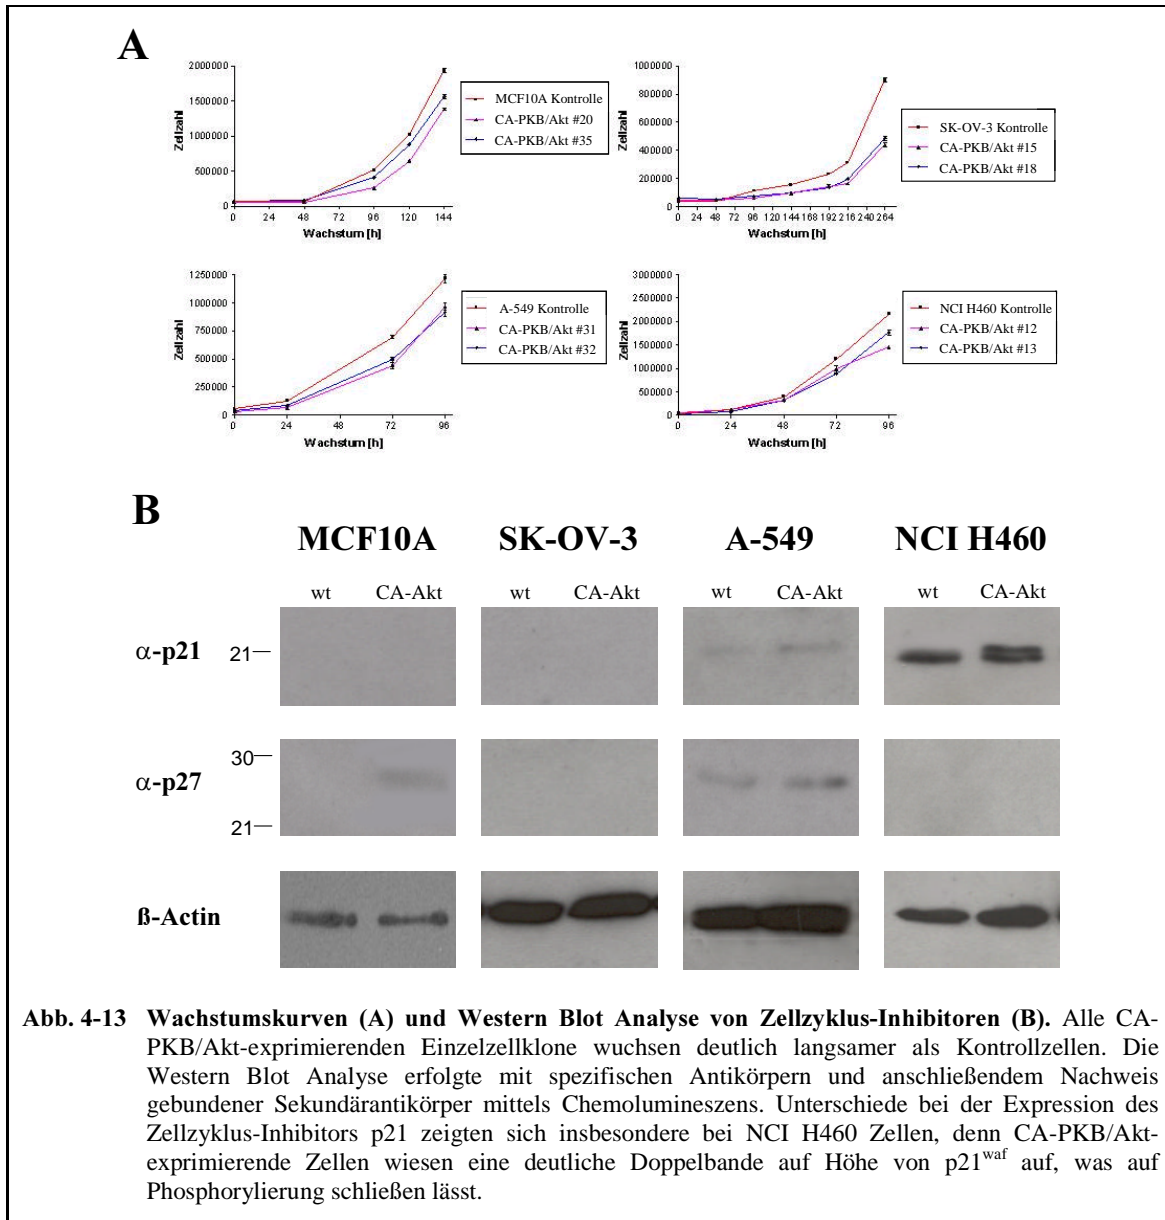 A
2000000
1500000
1000000
500000
0
Zellzahl
0 24 48 72 96 120 144
Wachstum [h]
MCF10A Kontrolle
CA-PKB/Akt #20
CA-PKB/Akt #35
1000000
800000
600000
400000
200000
0
Zellzahl
0 24 48 72 96 120 144 168 192 216 240 264
Wachstum [h]
SK-OV-3 Kontrolle
CA-PKB/Akt #15
CA-PKB/Akt #18
1250000
1000000
750000
500000
250000
0
Zellzahl
0 24 48 72 96
Wachstum [h]
A-549 Kontrolle
CA-PKB/Akt #31
CA-PKB/Akt #32
3000000
2500000
2000000
1500000
1000000
500000
0
Zellzahl
0 24 48 72 96
Wachstum [h]
NCI H460 Kontrolle
CA-PKB/Akt #12
CA-PKB/Akt #13
B
MCF10A SK-OV-3 A-549 NCI H460
wt CA-Akt wt CA-Akt wt CA-Akt wt CA-Akt
α-p21 21
30
α-p27
21
ß-Actin
Abb. 4-13 Wachstumskurven (A) und Western Blot Analyse von Zellzyklus-Inhibitoren (B). Alle CA-
PKB/Akt-exprimierenden Einzelzellklone wuchsen deutlich langsamer als Kontrollzellen. Die
Western Blot Analyse erfolgte mit spezifischen Antikörpern und anschließendem Nachweis
gebundener Sekundärantikörper mittels Chemolumineszens. Unterschiede bei der Expression des
Zellzyklus-Inhibitors p21 zeigten sich insbesondere bei NCI H460 Zellen, denn CA-PKB/Akt-
exprimierende Zellen wiesen eine deutliche Doppelbande auf Höhe von p21waf auf, was auf
Phosphorylierung schließen lässt.